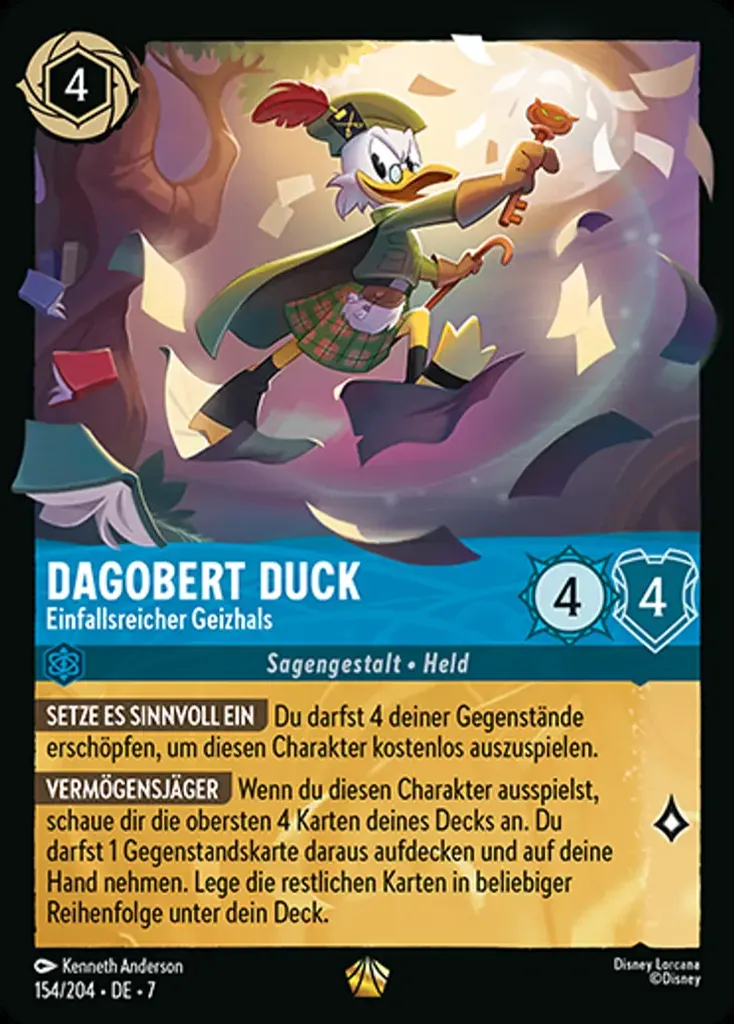 4
DAGOBERT DUCK
Einfallsreicher Geizhals
4
4
Sagengestalt • Held
SETZE ES SINNVOLL EIN Du darfst 4 deiner Gegenstände
erschöpfen, um diesen Charakter kostenlos auszuspielen.
VERMÖGENSJÄGER Wenn du diesen Charakter ausspielst,
schaue dir die obersten 4 Karten deines Decks an. Du
darfst 1 Gegenstandskarte daraus aufdecken und auf deine
Hand nehmen. Lege die restlichen Karten in beliebiger
Reihenfolge unter dein Deck.
Kenneth Anderson
154/204 • DE • 7
Disney Lorcana
©Disney